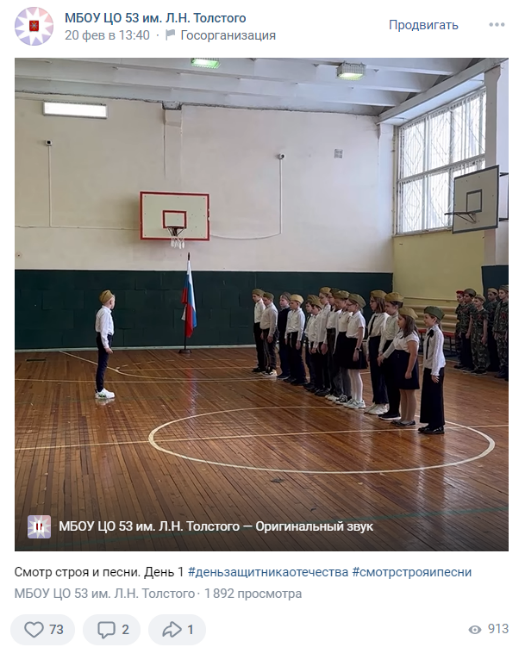 МБОУ ЦО 53 им. Л.Н. Толстого
20 фев в 13:40 · Госорганизация
Продвигать
МБОУ ЦО 53 им. Л.Н. Толстого — Оригинальный звук
Смотр строя и песни. День 1 #деньзащитникаотечества #смотрстрояипесни
МБОУ ЦО 53 им. Л.Н. Толстого · 1 892 просмотра
73
2
1
913